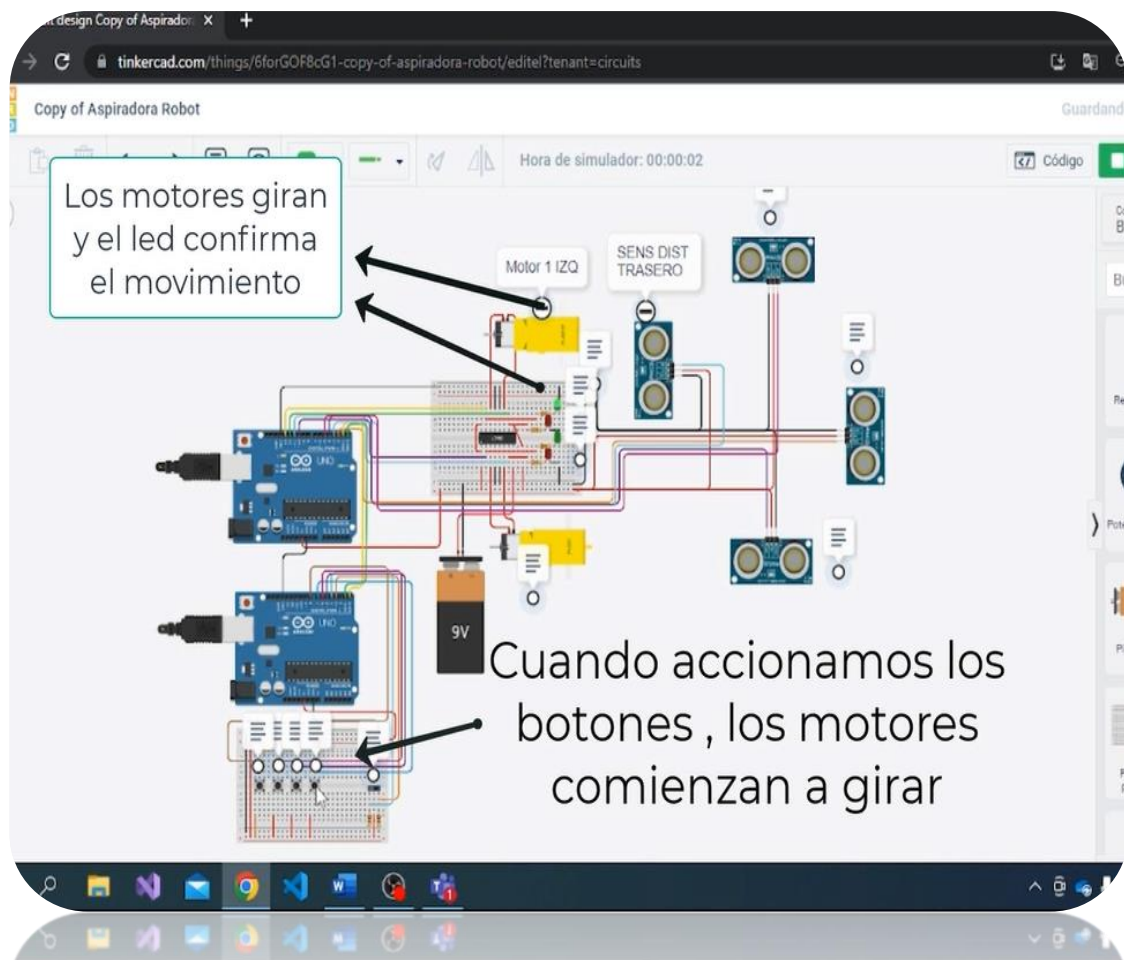 design Copy of Aspirador
tinkercad.com/things/6forGOF8cG1-copy-of-aspiradora-robot/editel?tenant=circuits
Copy of Aspiradora Robot
Guardand
Hora de simulador: 00:00:02
Código
Los motores giran
y el led confirma
el movimiento
Motor 1 IZQ
SENS DIST
TRASERO
UNO
UNO
9V
Cuando accionamos los
botones , los motores
comienzan a girar